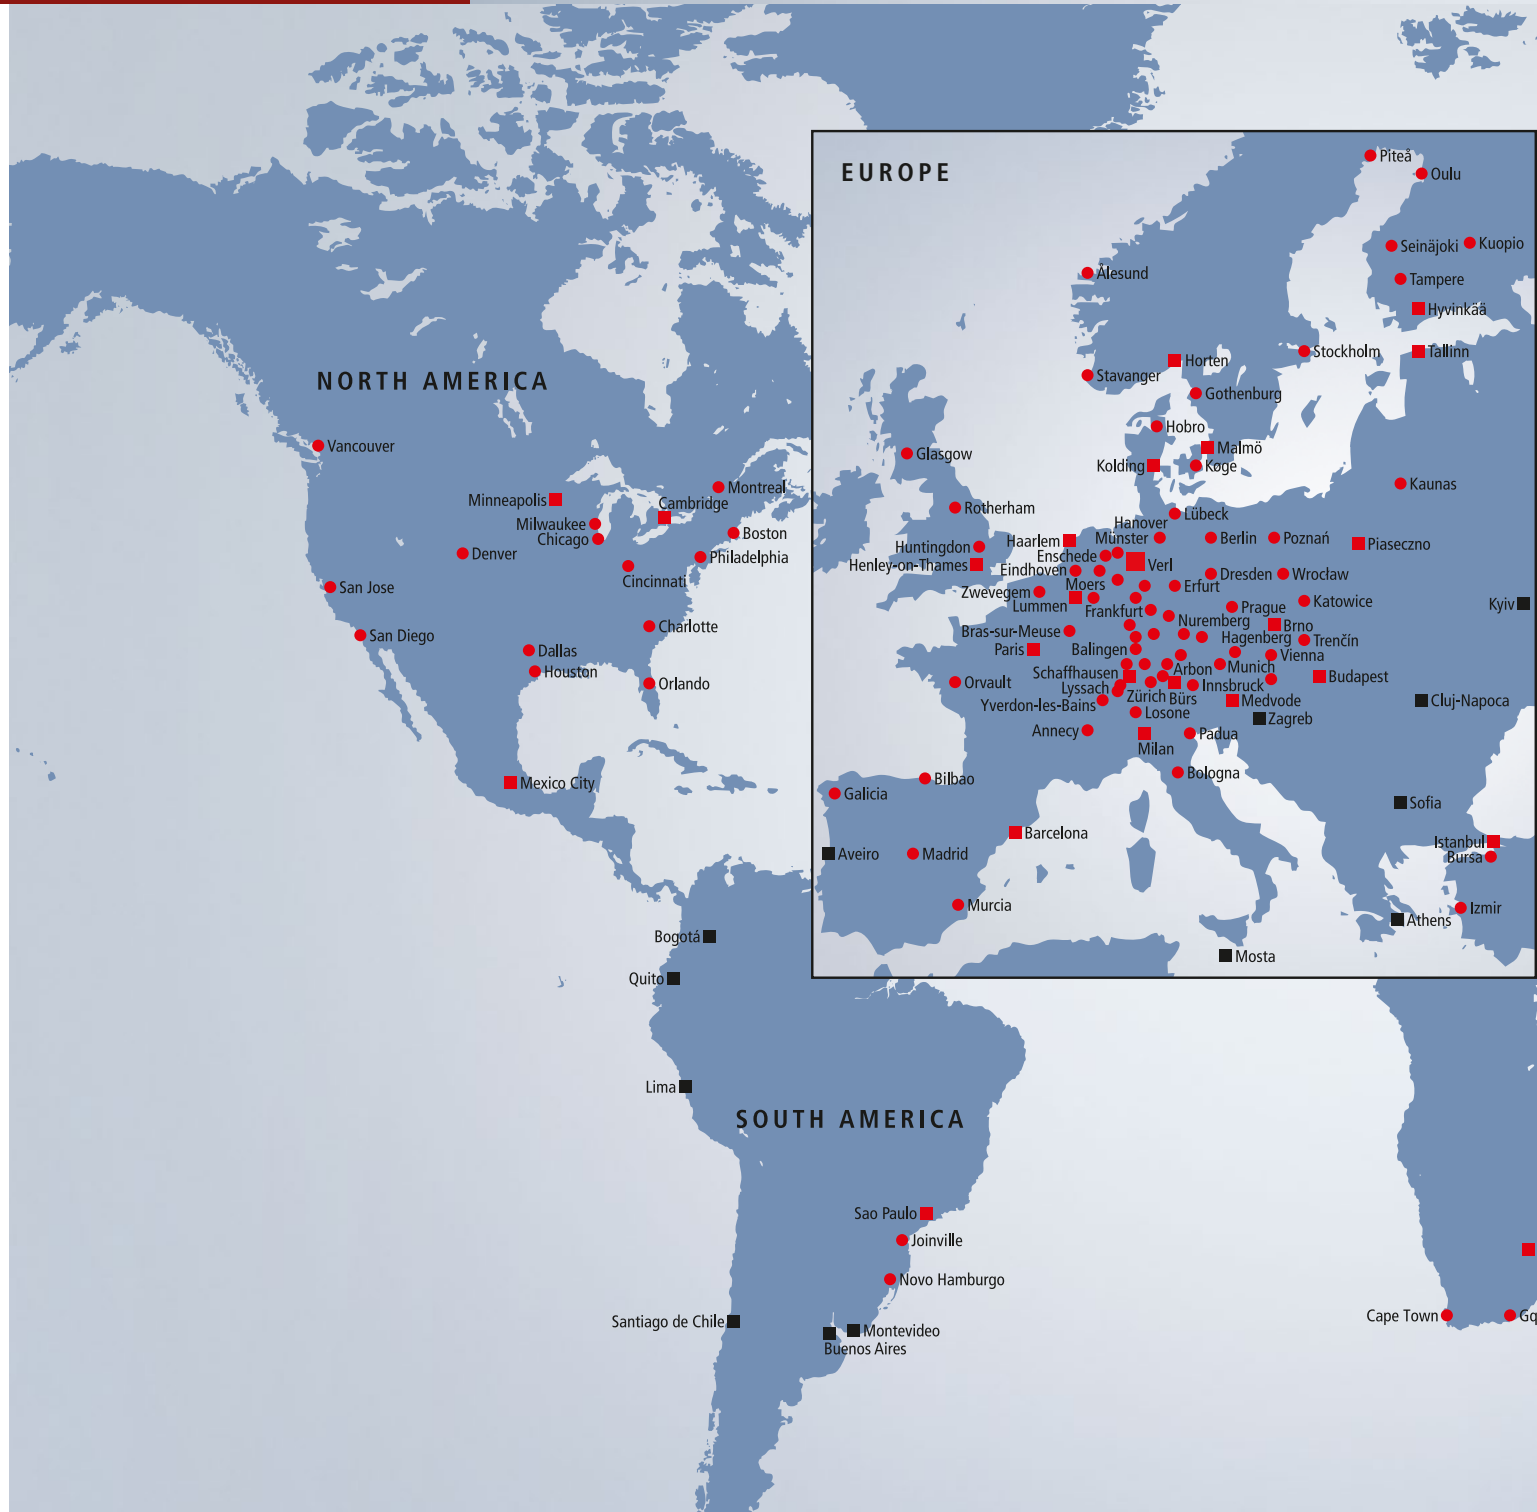 EUROPE
Piteå
Oulu
Seinäjoki
Kuopio
Ålesund
Tampere
Hyvinkää
Stockholm
Tallinn
Horten
Stavanger
Gothenburg
Hobro
Glasgow
Malmö
Kolding
Køge
Kaunas
Rotherham
Lübeck
Hanover
Münster
Berlin
Poznań
Piaseczno
Haarlem
Huntingdon
Enschede
Henley-on-Thames
Eindhoven
Verl
Moers
Erfurt
Dresden
Wrocław
Zwevegem
Lummen
Frankfurt
Prague
Katowice
Kyiv
Nuremberg
Brno
Bras-sur-Meuse
Hagenberg
Trenčín
Paris
Balingen
Vienna
Schaffhausen
Arbon
Munich
Budapest
Orvault
Lyssach
Zürich
Bürs
Innsbruck
Yverdon-les-Bains
Medvode
Cluj-Napoca
Losone
Zagreb
Annecy
Padua
Milan
Bologna
Bilbao
Galicia
Sofia
Barcelona
Istanbul
Aveiro
Madrid
Bursa
Murcia
Izmir
Athens
Mosta
NORTH AMERICA
Vancouver
Montreal
Minneapolis
Cambridge
Milwaukee
Chicago
Boston
Denver
Philadelphia
Cincinnati
San Jose
Charlotte
San Diego
Dallas
Houston
Orlando
Mexico City
Bogotá
Quito
Lima
SOUTH AMERICA
Sao Paulo
Joinville
Novo Hamburgo
Santiago de Chile
Montevideo
Buenos Aires
Cape Town
Gq